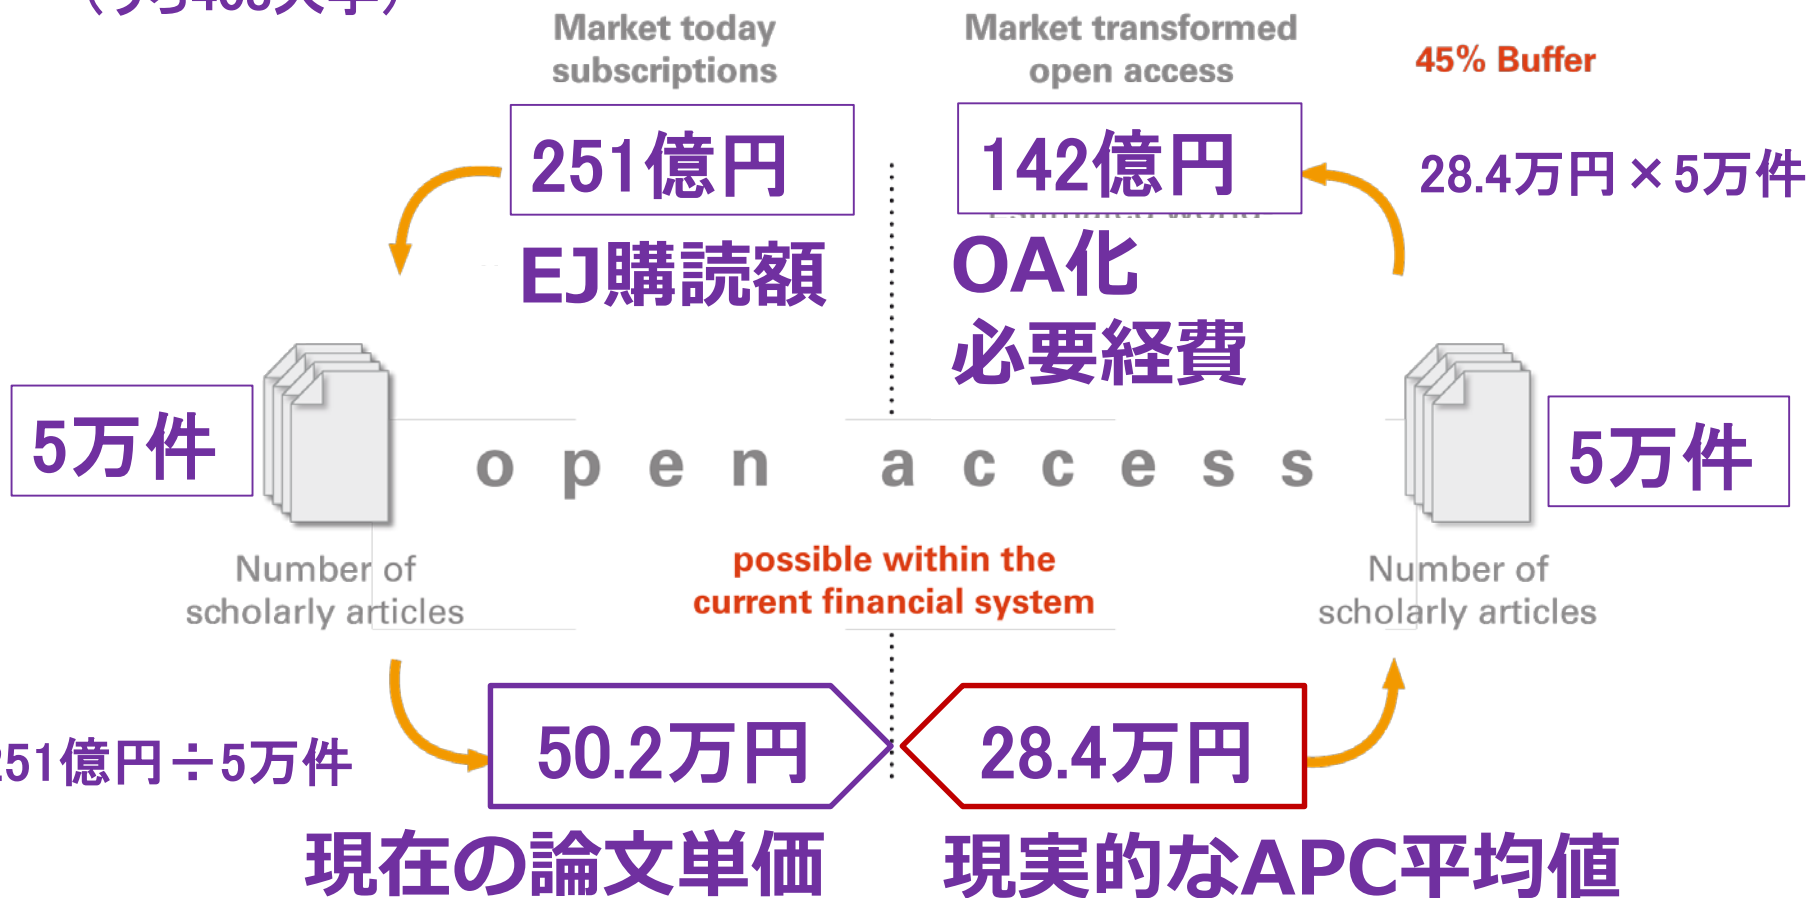 Market today
subscriptions
Market transformed
open access
45% Buffer
251億円
142億円
28.4万円×5万件
EJ購読額
OA化
必要経費
5万件
open access
5万件
possible within the
current financial system
Number of
scholarly articles
Number of
scholarly articles
50.2万円
28.4万円
251億円÷5万件
現在の論文単価
現実的なAPC平均値